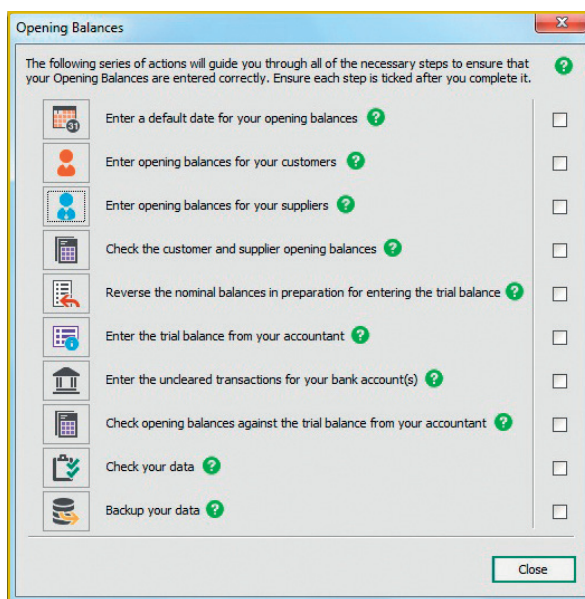 Opening Balances
The following series of actions will guide you through all of the necessary steps to ensure that
your Opening Balances are entered correctly. Ensure each step is ticked after you complete it.
?
31
Enter a default date for your opening balances ?
Enter opening balances for your customers ?
Enter opening balances for your suppliers ?
Check the customer and supplier opening balances ?
Reverse the nominal balances in preparation for entering the trial balance ?
Enter the trial balance from your accountant ?
Enter the uncleared transactions for your bank account(s) ?
Check opening balances against the trial balance from your accountant ?
Check your data ?
Backup your data ?
Close